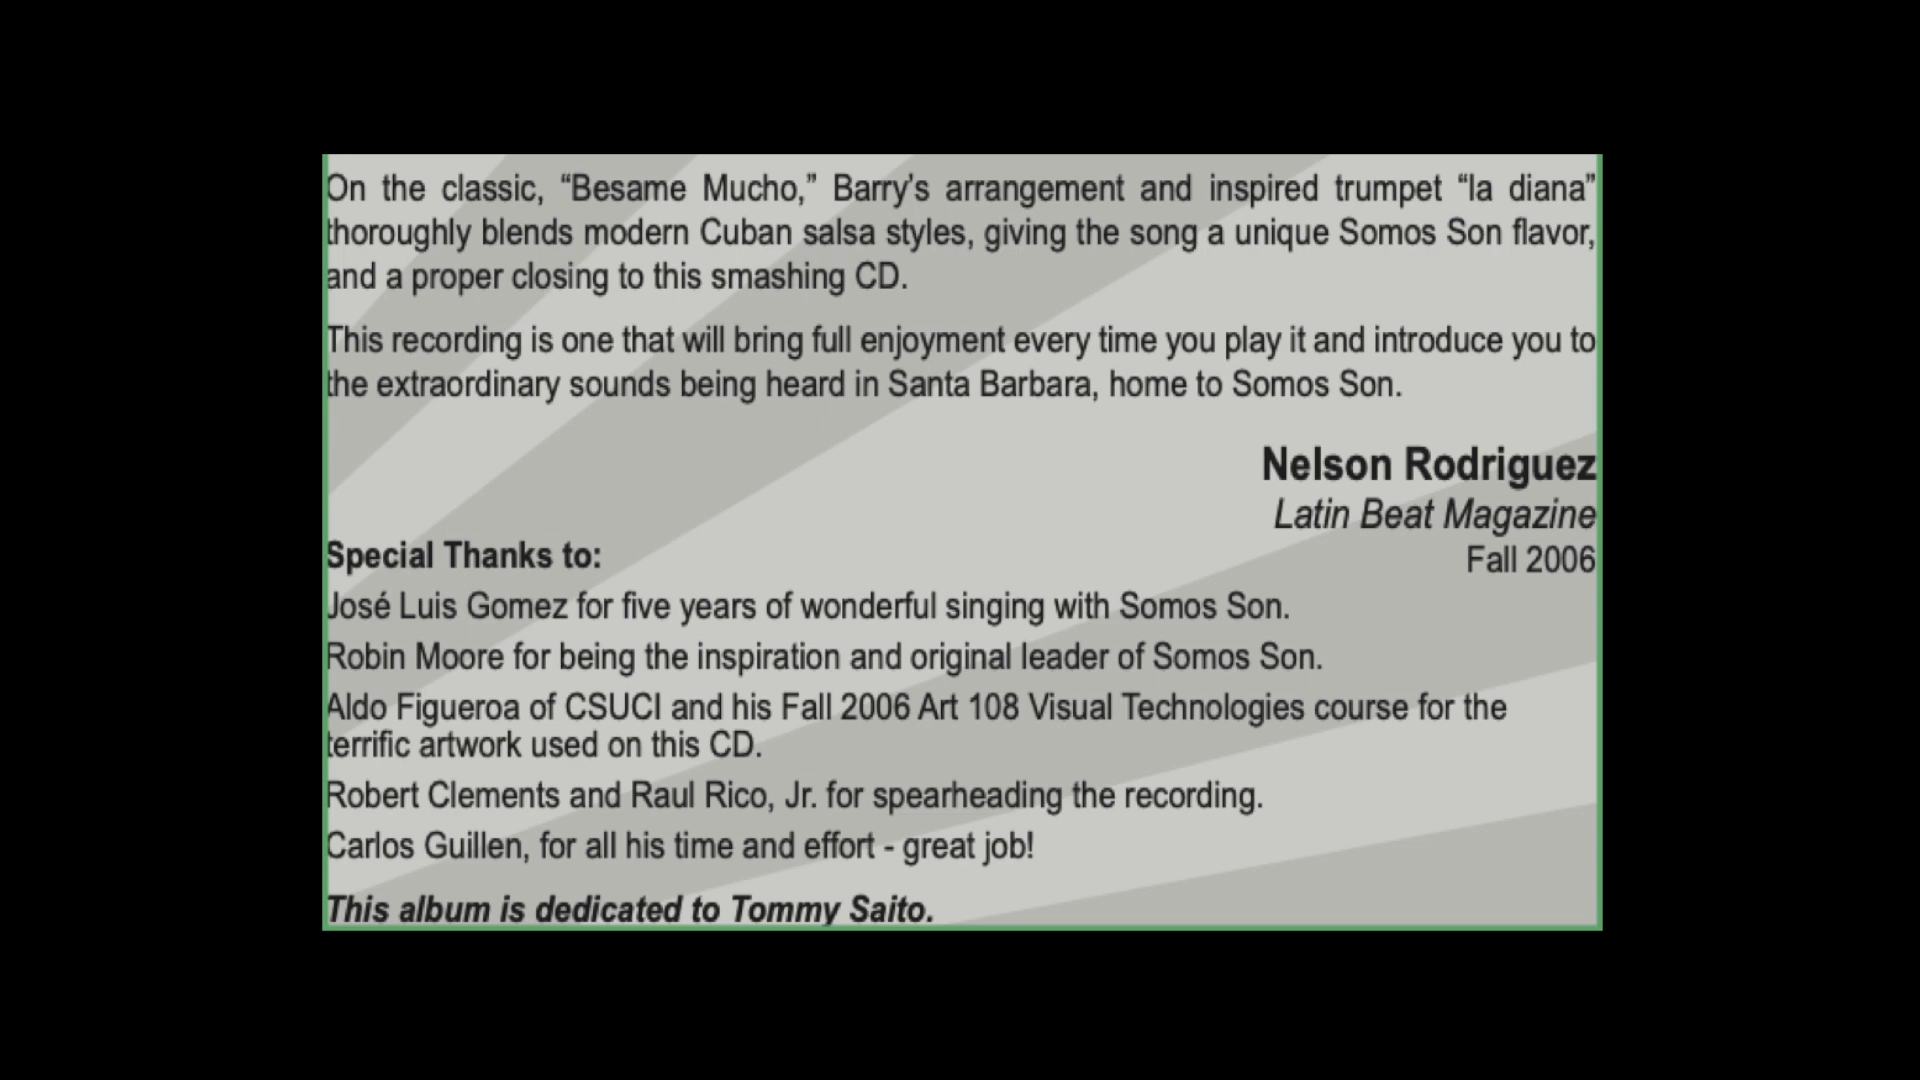 On the classic, “Besame Mucho,” Barry’s arrangement and inspired trumpet “la diana”
thoroughly blends modern Cuban salsa styles, giving the song a unique Somos Son flavor,
and a proper closing to this smashing CD.
This recording is one that will bring full enjoyment every time you play it and introduce you to
the extraordinary sounds being heard in Santa Barbara, home to Somos Son.
Nelson Rodriguez
Latin Beat Magazine
Fall 2006
Special Thanks to:
José Luis Gomez for five years of wonderful singing with Somos Son.
Robin Moore for being the inspiration and original leader of Somos Son.
Aldo Figueroa of CSUCI and his Fall 2006 Art 108 Visual Technologies course for the
terrific artwork used on this CD.
Robert Clements and Raul Rico, Jr. for spearheading the recording.
Carlos Guillen, for all his time and effort - great job!
This album is dedicated to Tommy Saito.